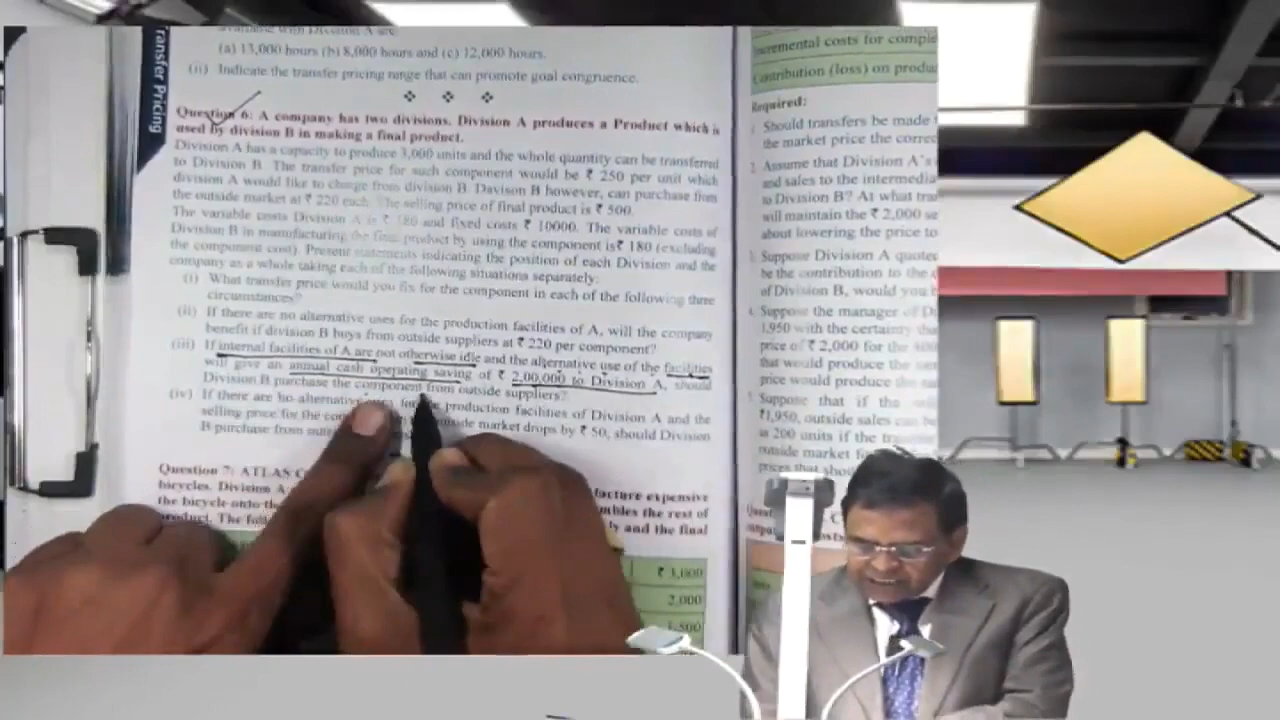 Transfer Pricing
(a) 13,000 hours (b) 8,000 hours and (c) 12,000 hours.
(ii) Indicate the transfer pricing range that can promote goal congruence.
Question 6: A company has two divisions. Division A produces a Product which is
used by division B in making a final product.
Division A has a capacity to produce 3,000 units and the whole quantity can be transferred
to Division B. The transfer price for such component would be ₹ 250 per unit which
division A would like to charge from division B. Davison B however, can purchase from
the outside market at ₹ 220 each. The selling price of final product is ₹ 500.
The variable costs Division A is ₹ 180 and fixed costs ₹ 10000. The variable costs of
Division B in manufacturing the final product by using the component is₹ 180 (excluding
the component cost). Present statements indicating the position of each Division and the
company as a whole taking each of the following situations separately:
(i) What transfer price would you fix for the component in each of the following three
circumstances?
(ii) If there are no alternative uses for the production facilities of A, will the company
benefit if division B buys from outside suppliers at ₹ 220 per component?
(iii) If internal facilities of A are not otherwise idle and the alternative use of the facilities
will give an annual cash operating saving of ₹ 2,00,000 to Division A, should
Division B purchase the component from outside suppliers?
(iv) If there are no alternative production facilities of Division A and the
selling price for the market drops by ₹ 50, should Division
B purchase from
Question 7: ATLAS
bicycles. Division A facture expensive
the bicycle onto the mbles the rest of
product. The ly and the final
₹ 1,000
2,000
1,500
Incremental costs for comple
Contribution (loss) on produ
Required:
Should transfers be made
the market price the correc
2. Assume that Division A's
and sales to the intermedia
to Division B? At what tra
will maintain the ₹ 2,000 se
about lowering the price to
Suppose Division A quote
be the contribution to the
of Division B, would you
Suppose the manager of D
1,950 with the certainty tha
price of ₹ 2,000 for the
that would produce the
price would produce the
Suppose that if the
₹1,950, outside sales can be
at 200 units if the tra
outside market fo
prices that shou